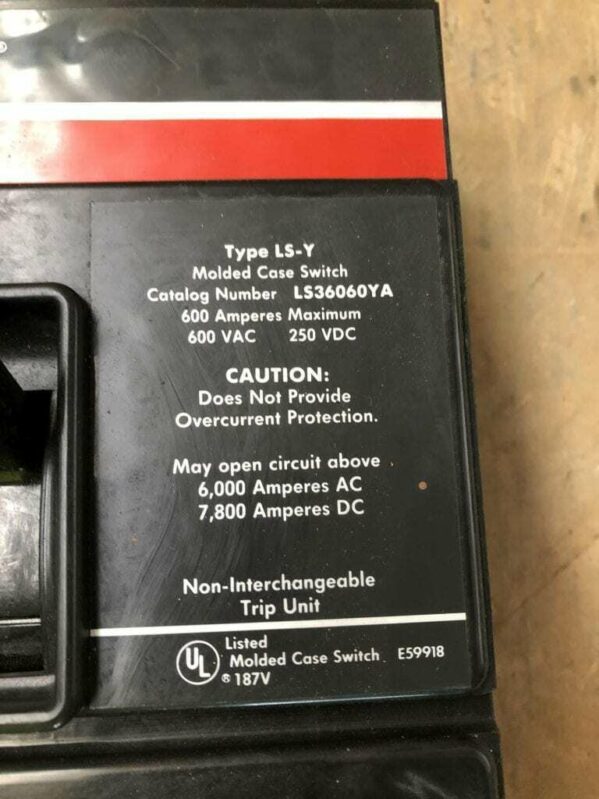 ®
Type LS-Y
Molded Case Switch
Catalog Number LS36060YA
600 Amperes Maximum
600 VAC 250 VDC
CAUTION:
Does Not Provide
Overcurrent Protection.
May open circuit above
6,000 Amperes AC
7,800 Amperes DC
Non-Interchangeable
Trip Unit
UL Listed
Molded Case Switch E59918
® 187V